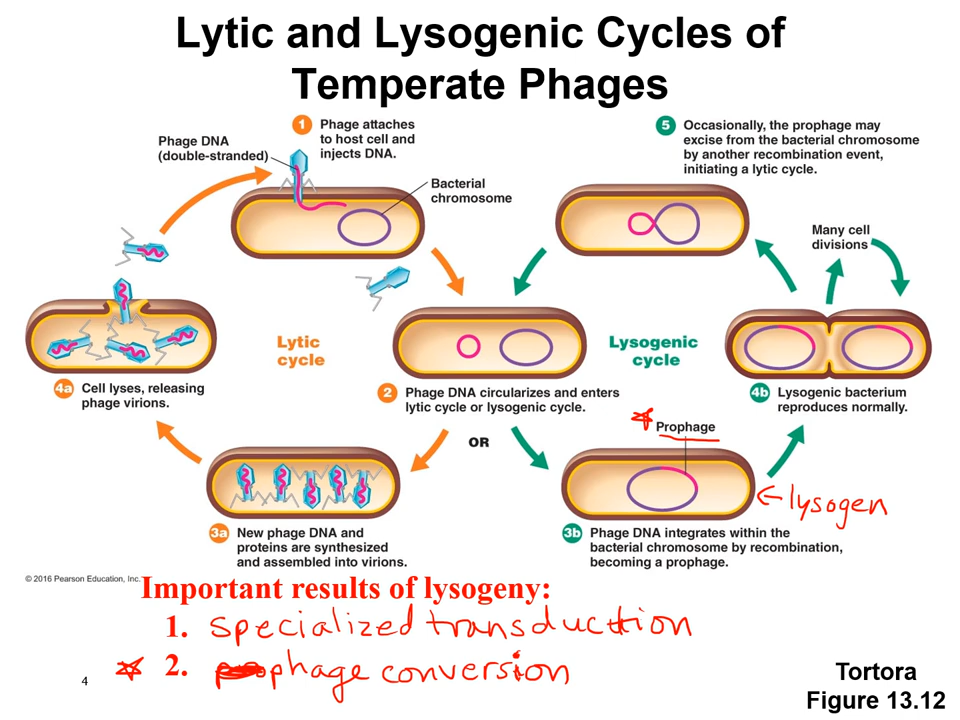 Lytic and Lysogenic Cycles of
Temperate Phages
Phage DNA
(double-stranded)
1 Phage attaches
to host cell and
injects DNA.
Bacterial
chromosome
5 Occasionally, the prophage may
excise from the bacterial chromosome
by another recombination event,
initiating a lytic cycle.
Many cell
divisions
Lytic
cycle
Lysogenic
cycle
4a Cell lyses, releasing
phage virions.
2 Phage DNA circularizes and enters
lytic cycle or lysogenic cycle.
4b Lysogenic bacterium
reproduces normally.
OR
Prophage
lysogen
3a New phage DNA and
proteins are synthesized
and assembled into virions.
3b Phage DNA integrates within the
bacterial chromosome by recombination,
becoming a prophage.
© 2016 Pearson Education, Inc.
Important results of lysogeny:
1. specialized transduction
2. phage conversion
4
Tortora
Figure 13.12